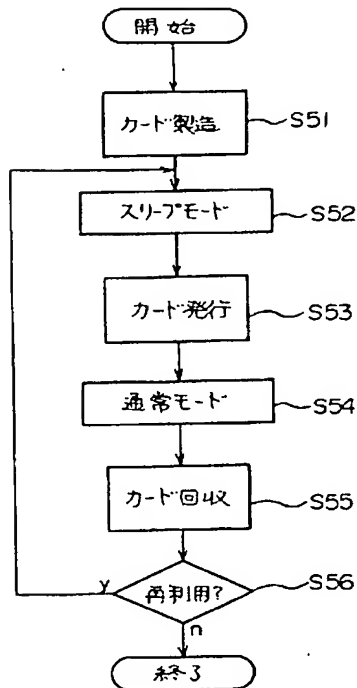 開始
カード製造 S51
スリープモード S52
カード発行 S53
通常モード S54
カード回収 S55
再利用? S56
y
n
終了